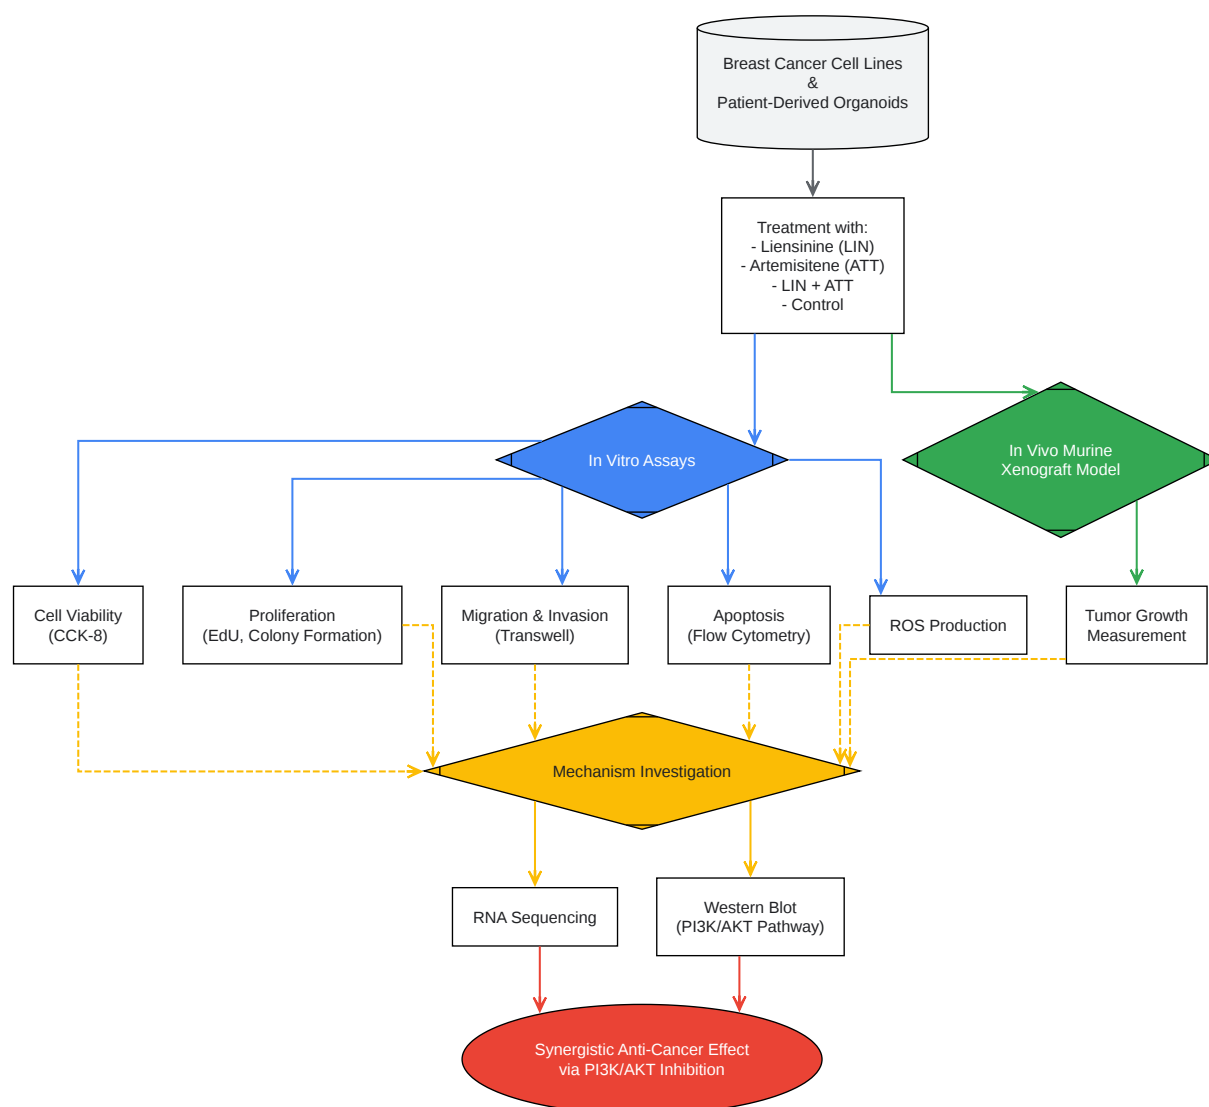 Breast Cancer Cell Lines
&
Patient-Derived Organoids
Treatment with:
- Liensinine (LIN)
- Artemisitene (ATT)
- LIN + ATT
- Control
In Vitro Assays
In Vivo Murine
Xenograft Model
Cell Viability
(CCK-8)
Proliferation
(EdU, Colony Formation)
Migration & Invasion
(Transwell)
Apoptosis
(Flow Cytometry)
ROS Production
Tumor Growth
Measurement
Mechanism Investigation
RNA Sequencing
Western Blot
(PI3K/AKT Pathway)
Synergistic Anti-Cancer Effect
via PI3K/AKT Inhibition